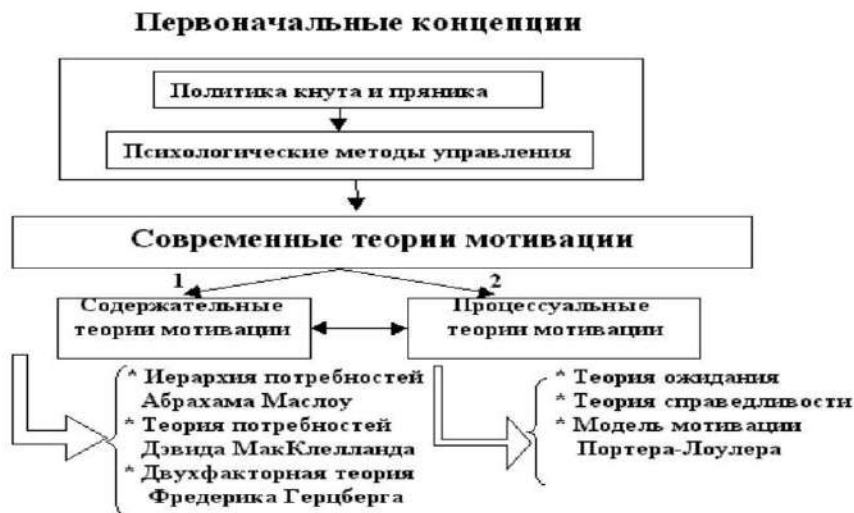 Первоначальные концепции
Политика кнута и пряника
Психологические методы управления
Современные теории мотивации
1
2
Содержательные
теории мотивации
Процессуальные
теории мотивации
* Иерархия потребностей
Абрахама Маслоу
* Теория потребностей
Дэвида МакКлелланда
* Двухфакторная теория
Фредерика Герцберга
* Теория ожидания
* Теория справедливости
* Модель мотивации
Портера-Лоулера